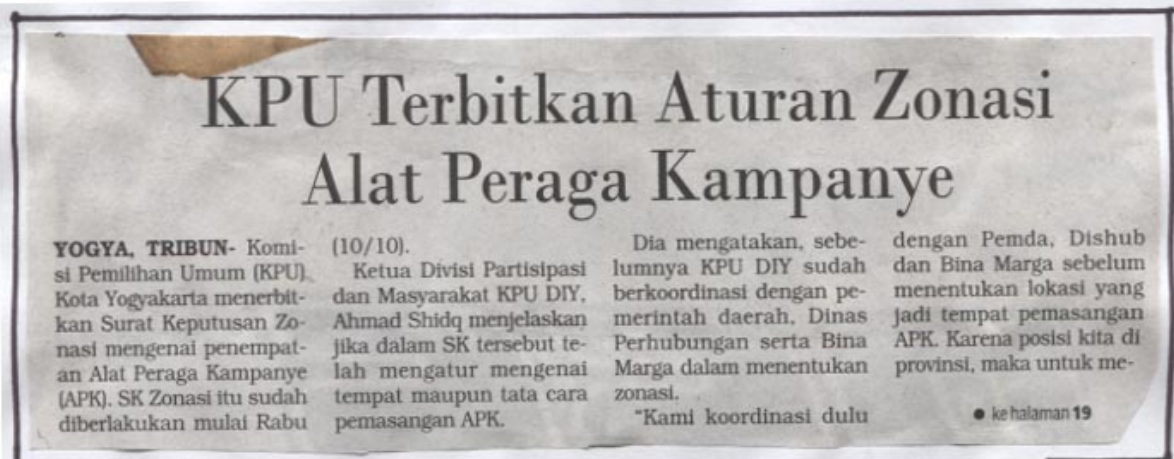 KPU Terbitkan Aturan Zonasi
Alat Peraga Kampanye
YOGYA, TRIBUN- Komi-
si Pemilihan Umum (KPU)
Kota Yogyakarta menerbit-
kan Surat Keputusan Zo-
nasi mengenai penempat-
an Alat Peraga Kampanye
(APK). SK Zonasi itu sudah
diberlakukan mulai Rabu
(10/10).
Ketua Divisi Partisipasi
dan Masyarakat KPU DIY,
Ahmad Shidq menjelaskan
jika dalam SK tersebut te-
lah mengatur mengenai
tempat maupun tata cara
pemasangan APK.
Dia mengatakan, sebe-
lumnya KPU DIY sudah
berkoordinasi dengan pe-
merintah daerah, Dinas
Perhubungan serta Bina
Marga dalam menentukan
zonasi.
"Kami koordinasi dulu
dengan Pemda, Dishub
dan Bina Marga sebelum
menentukan lokasi yang
jadi tempat pemasangan
APK. Karena posisi kita di
provinsi, maka untuk me-
● ke halaman 19